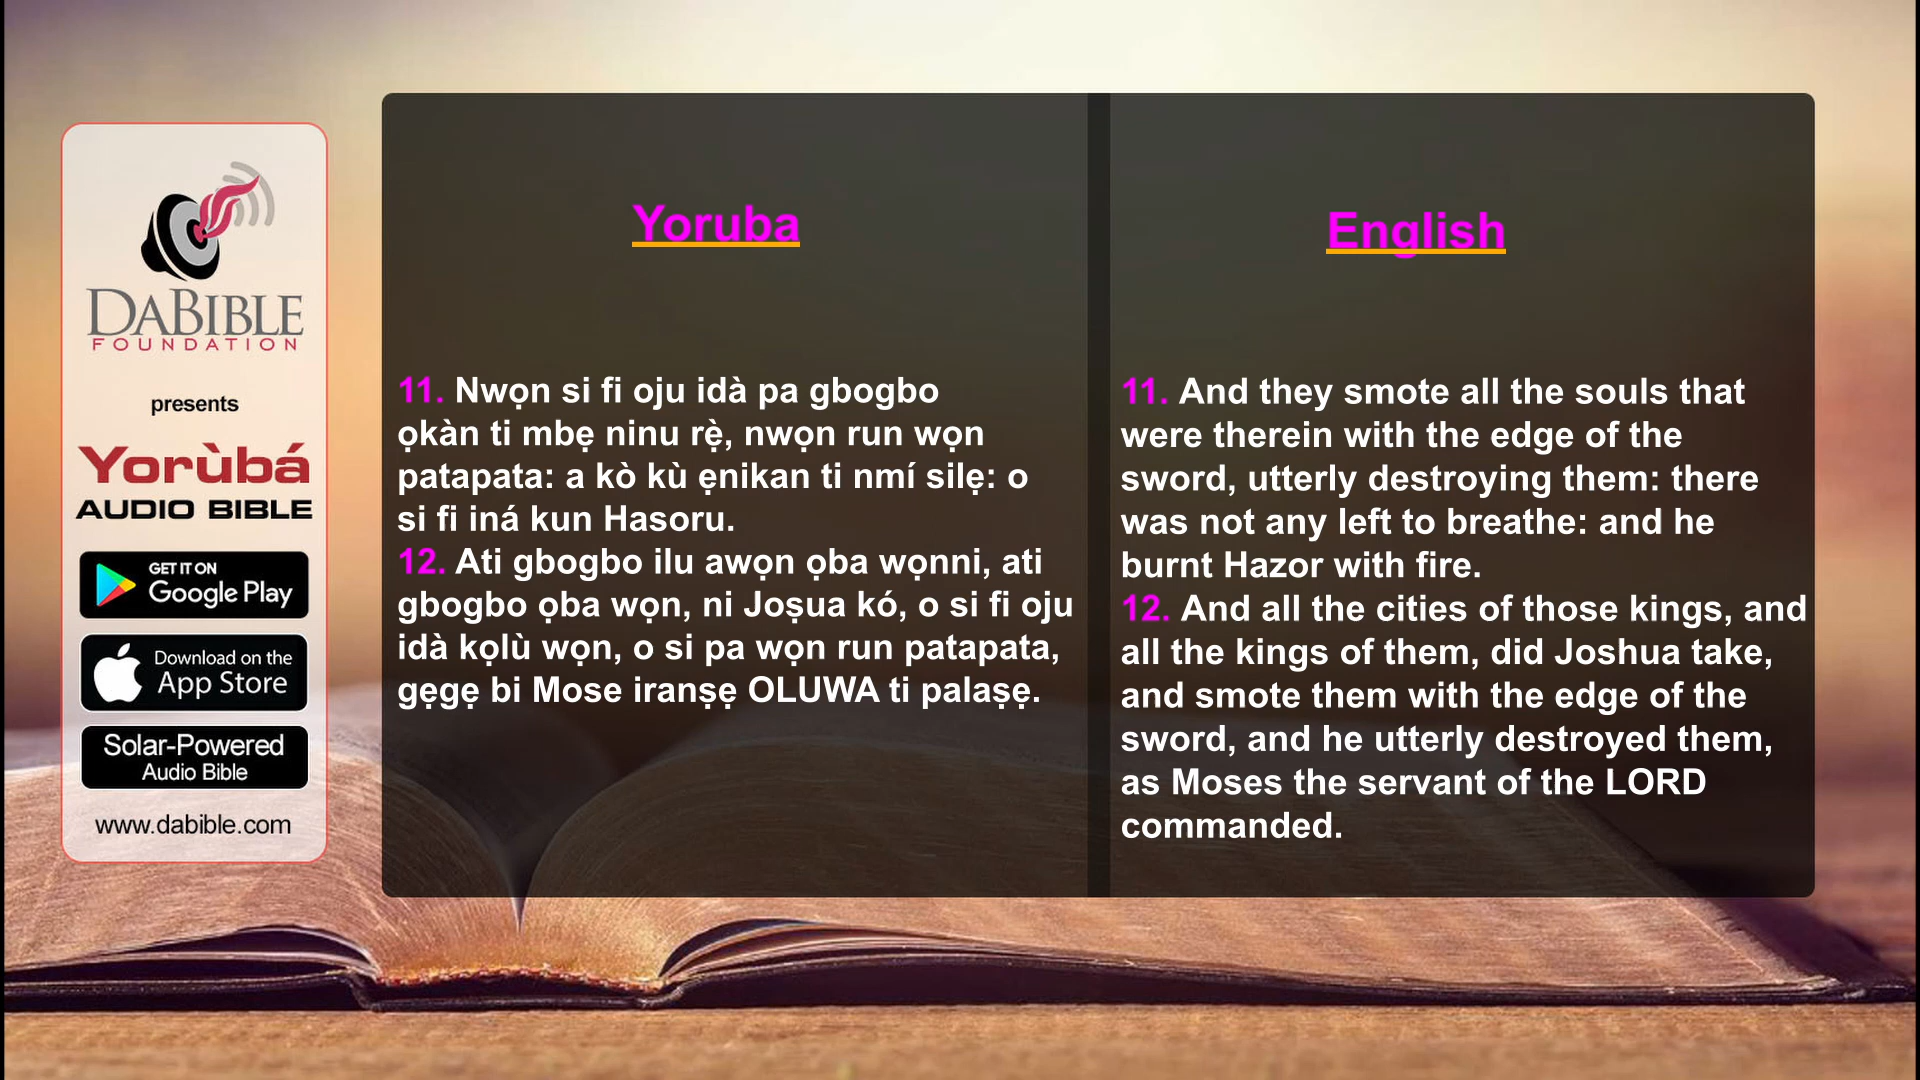 DABIBLE
FOUNDATION
presents
Yorùbá
AUDIO BIBLE
GET IT ON
Google Play
Download on the
App Store
Solar-Powered
Audio Bible
www.dabible.com
Yoruba
11. Nwọn si fi oju idà pa gbogbo
ọkàn ti mbẹ ninu rẹ̀, nwọn run wọn
patapata: a kò kù ẹnikan ti nmí silẹ: o
si fi iná kun Hasoru.
12. Ati gbogbo ilu awọn ọba wọnni, ati
gbogbo ọba wọn, ni Joṣua kó, o si fi oju
idà kọlù wọn, o si pa wọn run patapata,
gẹgẹ bi Mose iranṣẹ OLUWA ti palaṣẹ.
English
11. And they smote all the souls that
were therein with the edge of the
sword, utterly destroying them: there
was not any left to breathe: and he
burnt Hazor with fire.
12. And all the cities of those kings, and
all the kings of them, did Joshua take,
and smote them with the edge of the
sword, and he utterly destroyed them,
as Moses the servant of the LORD
commanded.